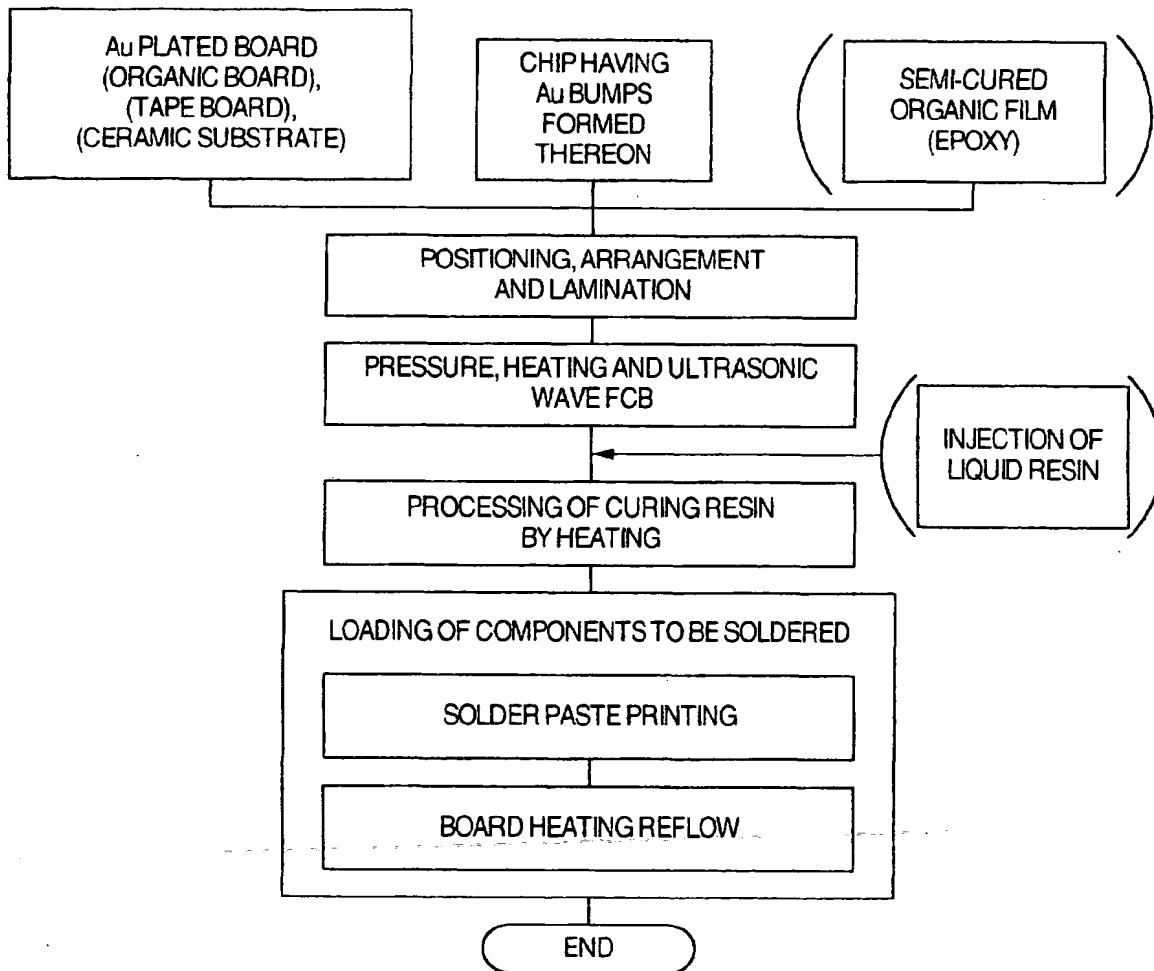 Au PLATED BOARD
(ORGANIC BOARD),
(TAPE BOARD),
(CERAMIC SUBSTRATE)
CHIP HAVING
Au BUMPS
FORMED
THEREON
SEMI-CURED
ORGANIC FILM
(EPOXY)
POSITIONING, ARRANGEMENT
AND LAMINATION
PRESSURE, HEATING AND ULTRASONIC
WAVE FCB
INJECTION OF
LIQUID RESIN
PROCESSING OF CURING RESIN
BY HEATING
LOADING OF COMPONENTS TO BE SOLDERED
SOLDER PASTE PRINTING
BOARD HEATING REFLOW
END